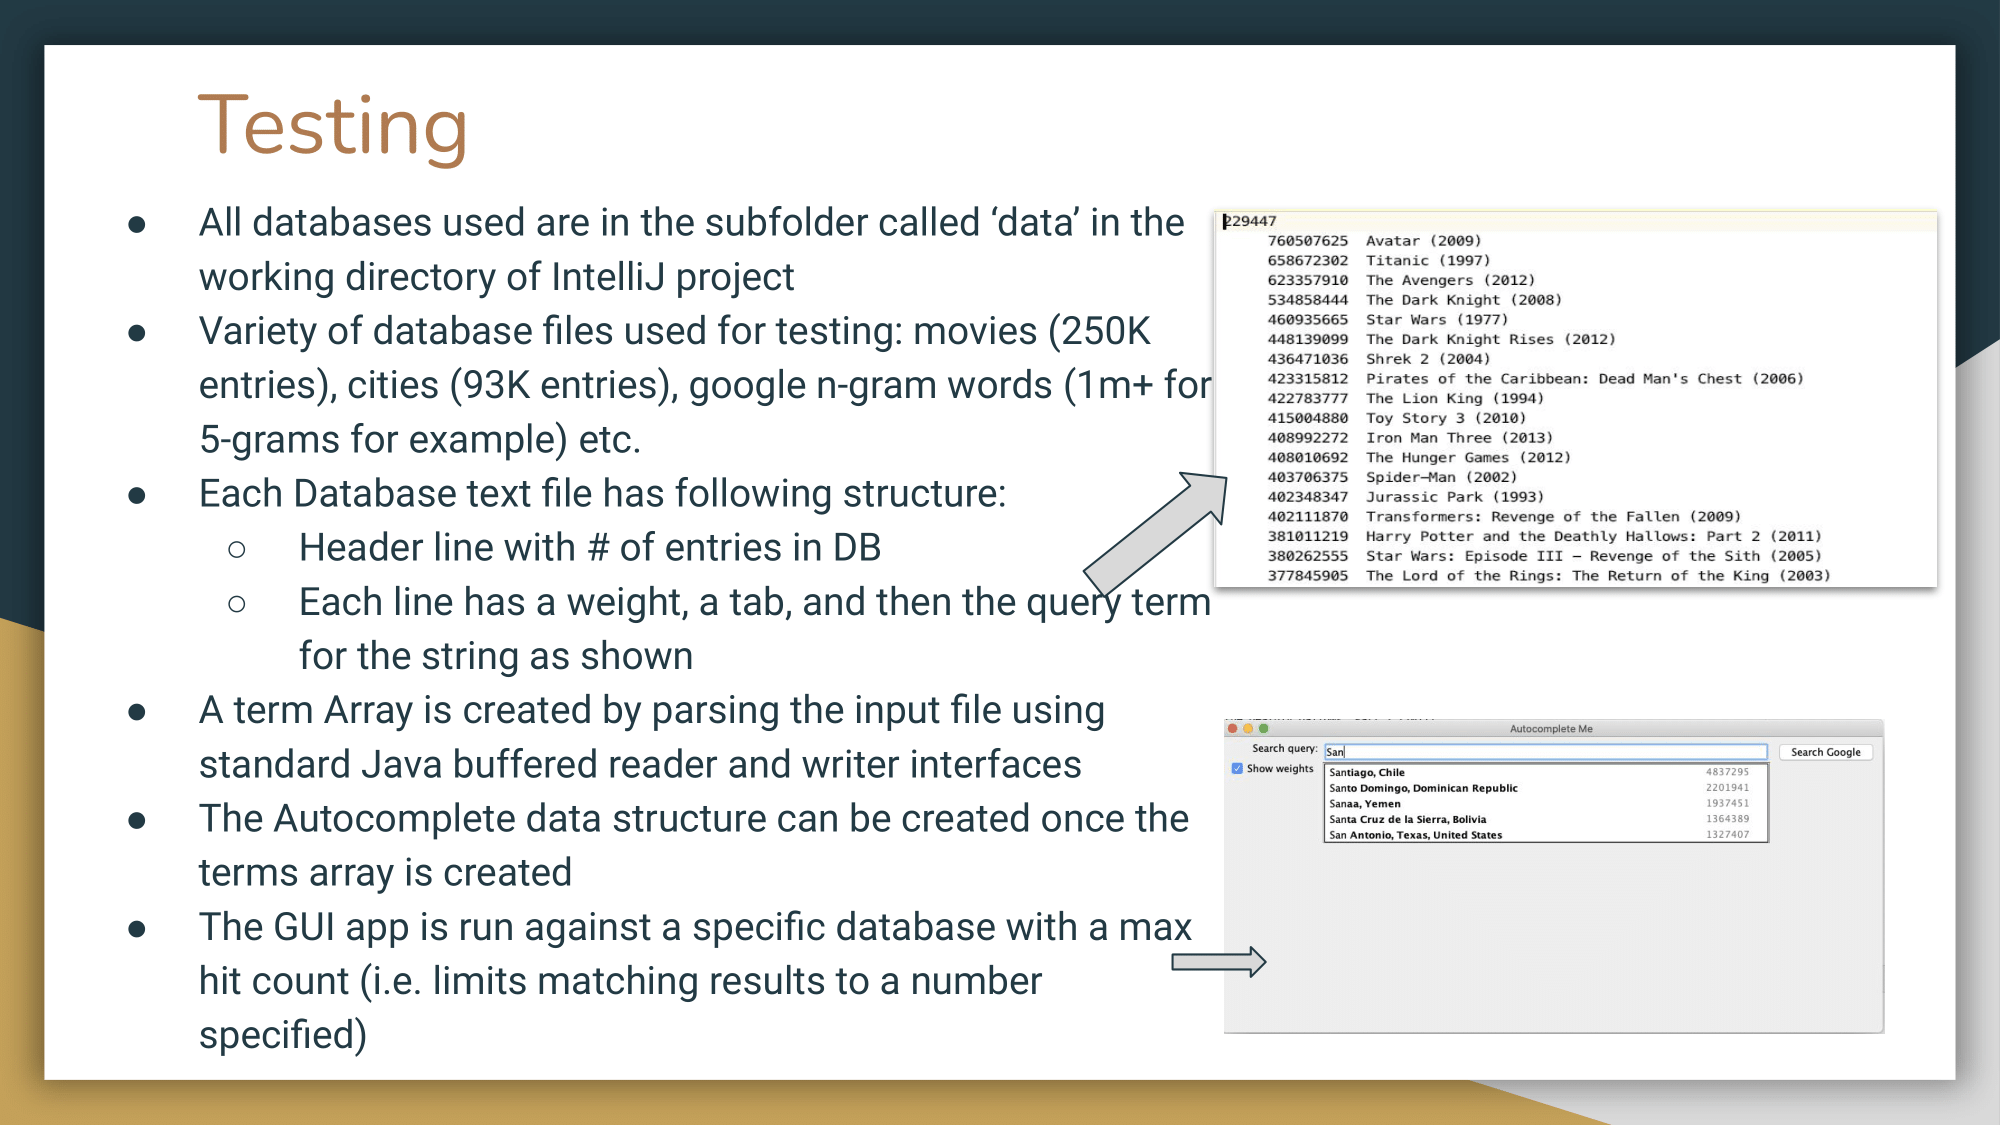 Testing
● All databases used are in the subfolder called ‘data’ in the
working directory of IntelliJ project
● Variety of database files used for testing: movies (250K
entries), cities (93K entries), google n-gram words (1m+ for
5-grams for example) etc.
● Each Database text file has following structure:
○ Header line with # of entries in DB
○ Each line has a weight, a tab, and then the query term
for the string as shown
● A term Array is created by parsing the input file using
standard Java buffered reader and writer interfaces
● The Autocomplete data structure can be created once the
terms array is created
● The GUI app is run against a specific database with a max
hit count (i.e. limits matching results to a number
specified)
229447
760507625 Avatar (2009)
658672302 Titanic (1997)
623357910 The Avengers (2012)
534858444 The Dark Knight (2008)
460935665 Star Wars (1977)
448139099 The Dark Knight Rises (2012)
436471036 Shrek 2 (2004)
423315812 Pirates of the Caribbean: Dead Man's Chest (2006)
422783777 The Lion King (1994)
415004880 Toy Story 3 (2010)
408992272 Iron Man Three (2013)
408010692 The Hunger Games (2012)
403706375 Spider-Man (2002)
402348347 Jurassic Park (1993)
402111870 Transformers: Revenge of the Fallen (2009)
381011219 Harry Potter and the Deathly Hallows: Part 2 (2011)
380262555 Star Wars: Episode III - Revenge of the Sith (2005)
377845905 The Lord of the Rings: The Return of the King (2003)
Autocomplete Me
Search query: San Search Google
Show weights
Santiago, Chile 4837295
Santo Domingo, Dominican Republic 2201941
Sanaa, Yemen 1937451
Santa Cruz de la Sierra, Bolivia 1364389
San Antonio, Texas, United States 1327407